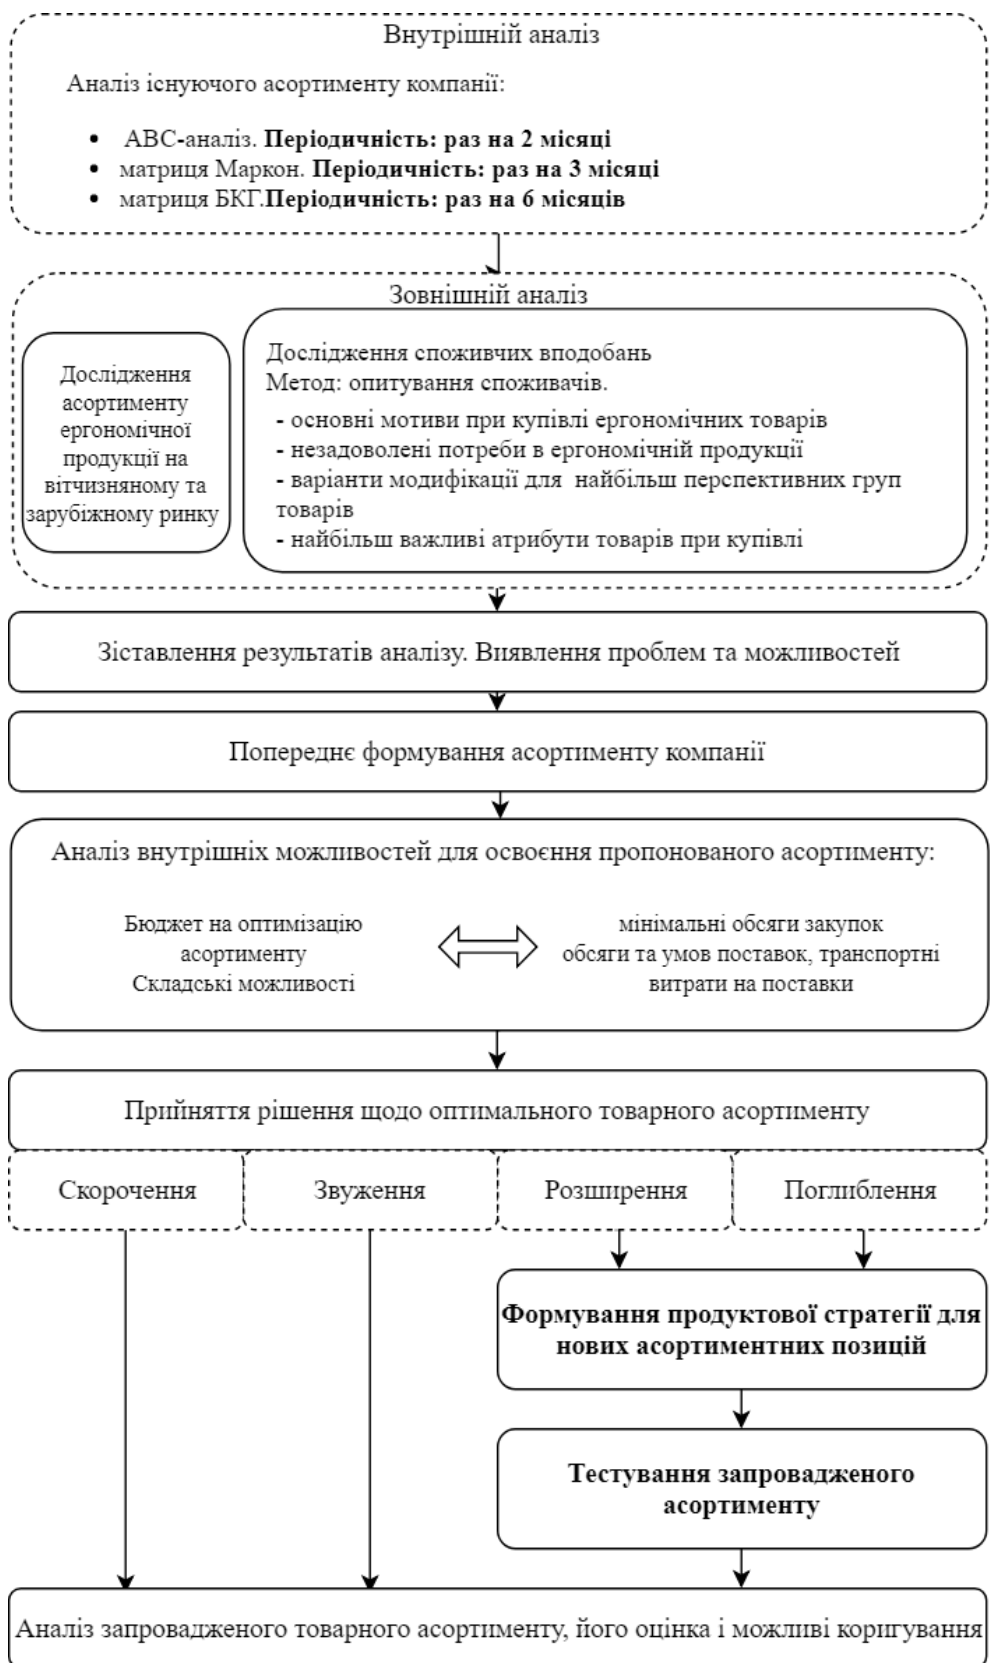 Внутрішній аналіз
Аналіз існуючого асортименту компанії:
• АВС-аналіз. Періодичність: раз на 2 місяці
• матриця Маркон. Періодичність: раз на 3 місяці
• матриця БКГ.Періодичність: раз на 6 місяців
Зовнішній аналіз
Дослідження
асортименту
ергономічної
продукції на
вітчизняному та
зарубіжному ринку
Дослідження споживчих вподобань
Метод: опитування споживачів.
- основні мотиви при купівлі ергономічних товарів
- незадоволені потреби в ергономічній продукції
- варіанти модифікації для найбільш перспективних груп
товарів
- найбільш важливі атрибути товарів при купівлі
Зіставлення результатів аналізу. Виявлення проблем та можливостей
Попереднє формування асортименту компанії
Аналіз внутрішніх можливостей для освоєння пропонованого асортименту:
Бюджет на оптимізацію
асортименту
Складські можливості
мінімальні обсяги закупок
обсяги та умов поставок, транспортні
витрати на поставки
Прийняття рішення щодо оптимального товарного асортименту
Скорочення
Звуження
Розширення
Поглиблення
Формування продуктової стратегії для
нових асортиментних позицій
Тестування запровадженого
асортименту
Аналіз запровадженого товарного асортименту, його оцінка і можливі коригування